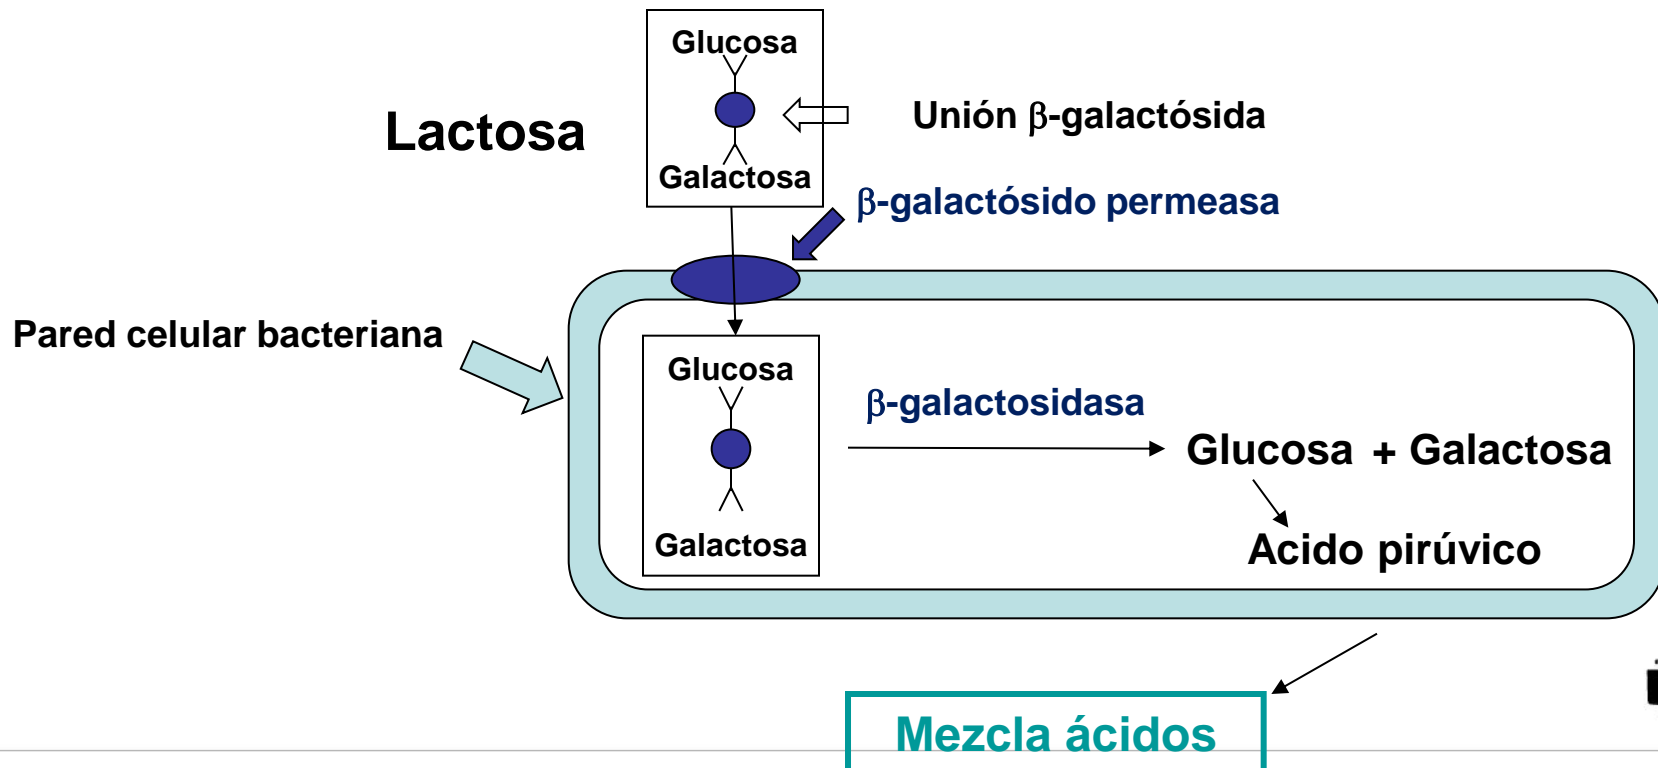 Glucosa
Lactosa
Unión β-galactósida
Galactosa
β-galactósido permeasa
Pared celular bacteriana
Glucosa
β-galactosidasa
Glucosa + Galactosa
Galactosa
Acido pirúvico
Mezcla ácidos